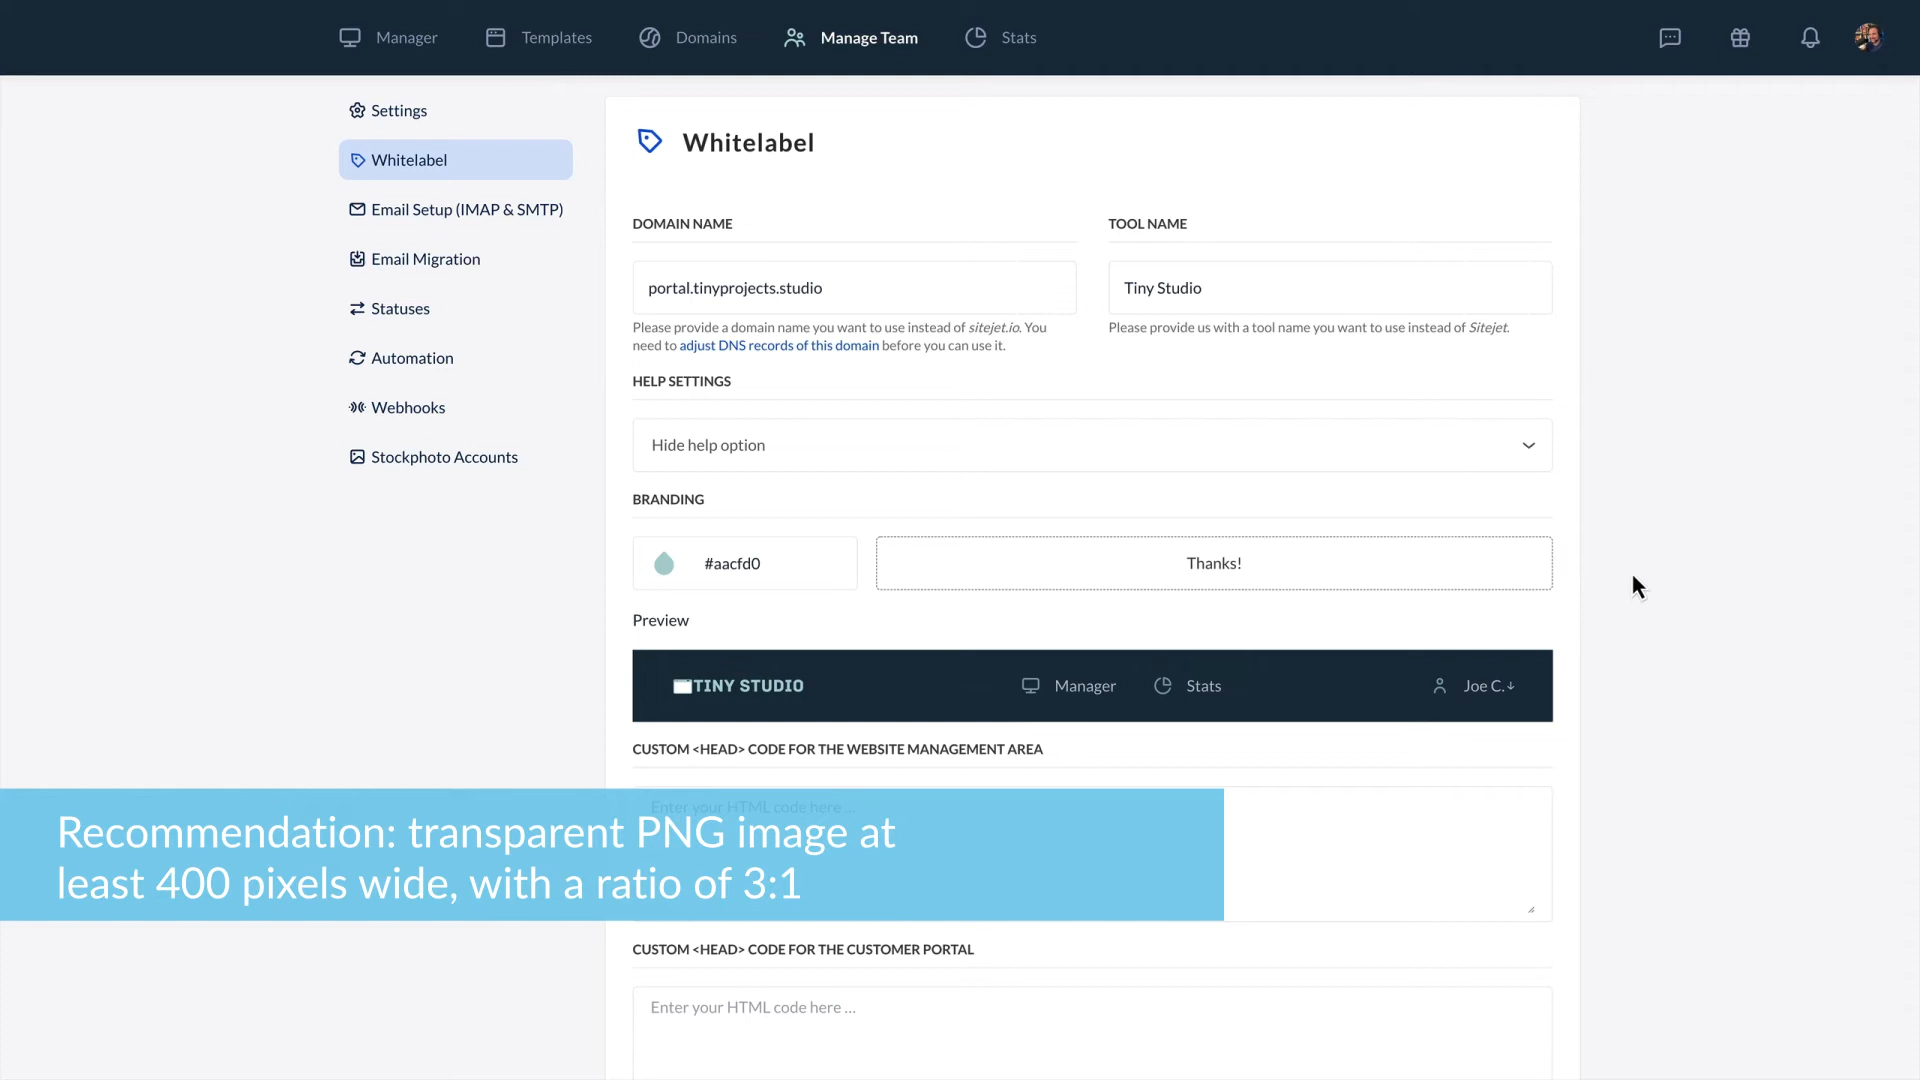 Manager
Templates
Domains
Manage Team
Stats
Settings
Whitelabel
Email Setup (IMAP & SMTP)
Email Migration
Statuses
Automation
Webhooks
Stockphoto Accounts
Whitelabel
DOMAIN NAME
portal.tinyprojects.studio
Please provide a domain name you want to use instead of sitejet.io. You
need to adjust DNS records of this domain before you can use it.
TOOL NAME
Tiny Studio
Please provide us with a tool name you want to use instead of Sitejet.
HELP SETTINGS
Hide help option
BRANDING
#aacfd0
Thanks!
Preview
TINY STUDIO
Manager
Stats
Joe C.
CUSTOM <HEAD> CODE FOR THE WEBSITE MANAGEMENT AREA
Enter your HTML code here ...
Recommendation: transparent PNG image at
least 400 pixels wide, with a ratio of 3:1
CUSTOM <HEAD> CODE FOR THE CUSTOMER PORTAL
Enter your HTML code here ...